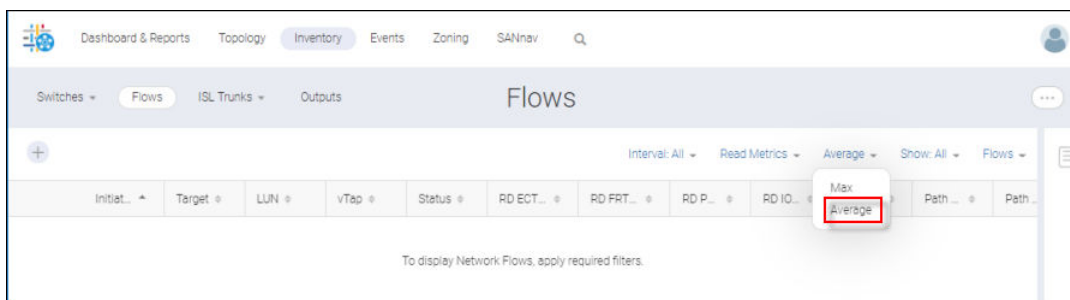 Dashboard & Reports Topology Inventory Events Zoning SANnav
Switches Flows ISL Trunks Outputs Flows
Interval: All Read Metrics Average Show: All Flows
Initiat... Target LUN vTap Status RD ECT... RD FRT... RD P... RD IO... Path ... Path ...
Max
Average
To display Network Flows, apply required filters.